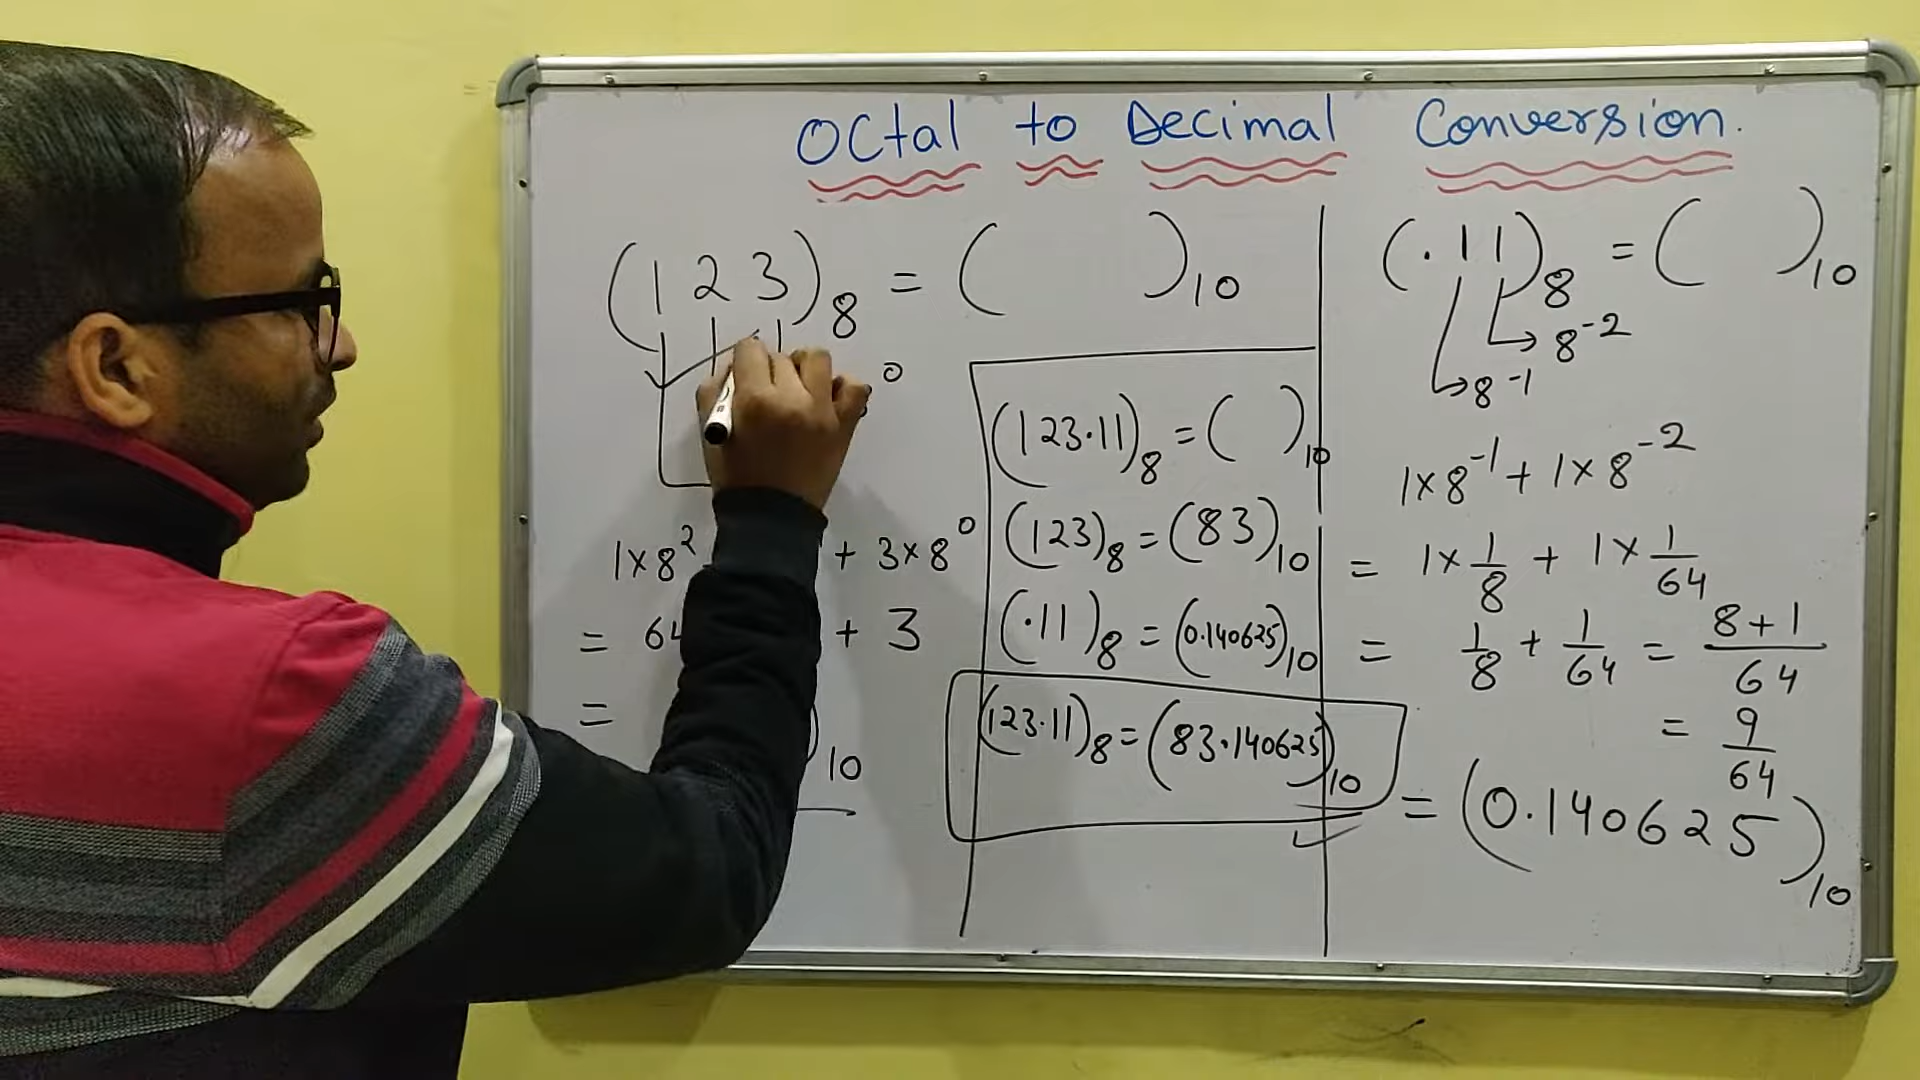 Octal to Decimal Conversion.
(123)₈ = ( )₁₀
0
1×8² + 3×8⁰
= 64 + 3
=
10
(123.11)₈ = ( )₁₀
(123)₈ = (83)₁₀
(.11)₈ = (0.140625)₁₀
(123.11)₈ = (83.140625)₁₀
(.11)₈ = ( )₁₀
8⁻²
8⁻¹
1×8⁻¹ + 1×8⁻²
= 1×1/8 + 1×1/64
= 1/8 + 1/64 = 8+1/64
= 9/64
= (0.140625)₁₀